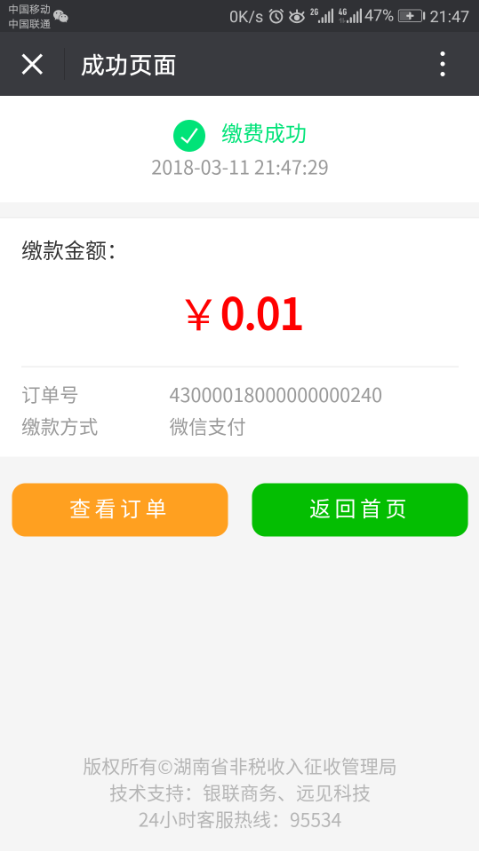 中国移动
中国联通
0K/s 2G 4G 47% 21:47
成功页面
缴费成功
2018-03-11 21:47:29
缴款金额：
￥0.01
订单号 43000018000000000240
缴款方式 微信支付
查看订单 返回首页
版权所有©湖南省非税收入征收管理局
技术支持：银联商务、远见科技
24小时客服热线：95534